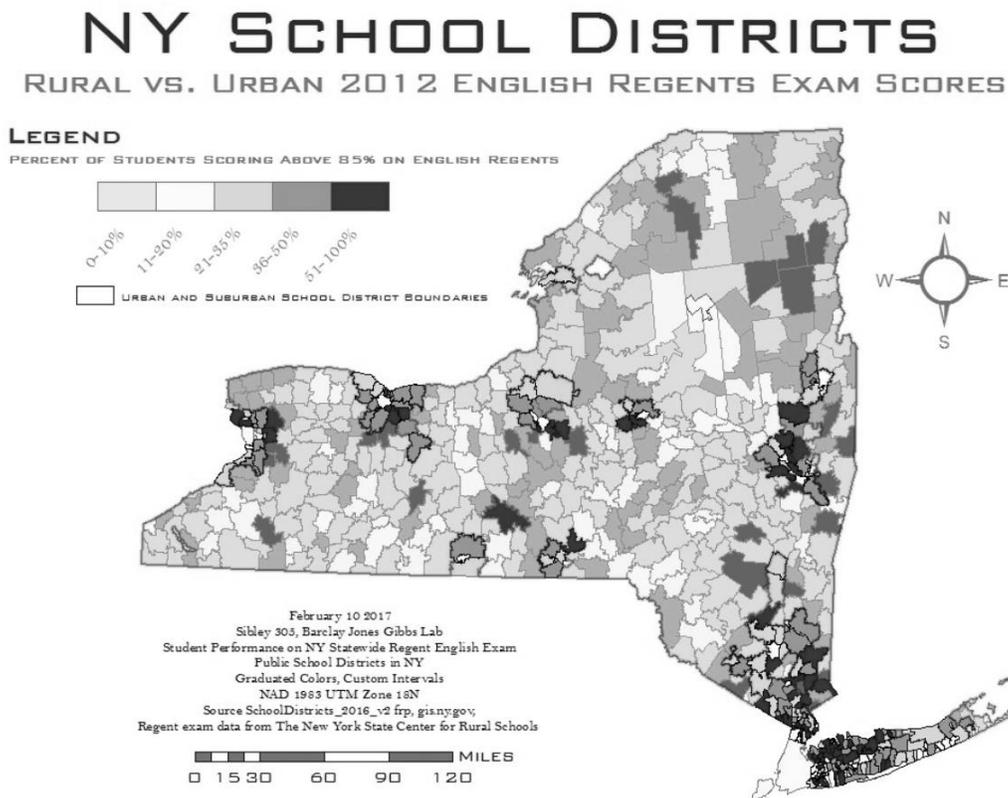 NY SCHOOL DISTRICTS
RURAL VS. URBAN 2012 ENGLISH REGENTS EXAM SCORES
LEGEND
PERCENT OF STUDENTS SCORING ABOVE 85% ON ENGLISH REGENTS
0-10%
11-20%
21-35%
36-50%
51-100%
URBAN AND SUBURBAN SCHOOL DISTRICT BOUNDARIES
N
W E
S
February 10 2017
Sibley 305, Barclay Jones Gibbs Lab
Student Performance on NY Statewide Regent English Exam
Public School Districts in NY
Graduated Colors, Custom Intervals
NAD 1983 UTM Zone 18N
Source SchoolDistricts_2016_v2 frp, gis.ny.gov;
Regent exam data from The New York State Center for Rural Schools
MILES
0 15 30 60 90 120